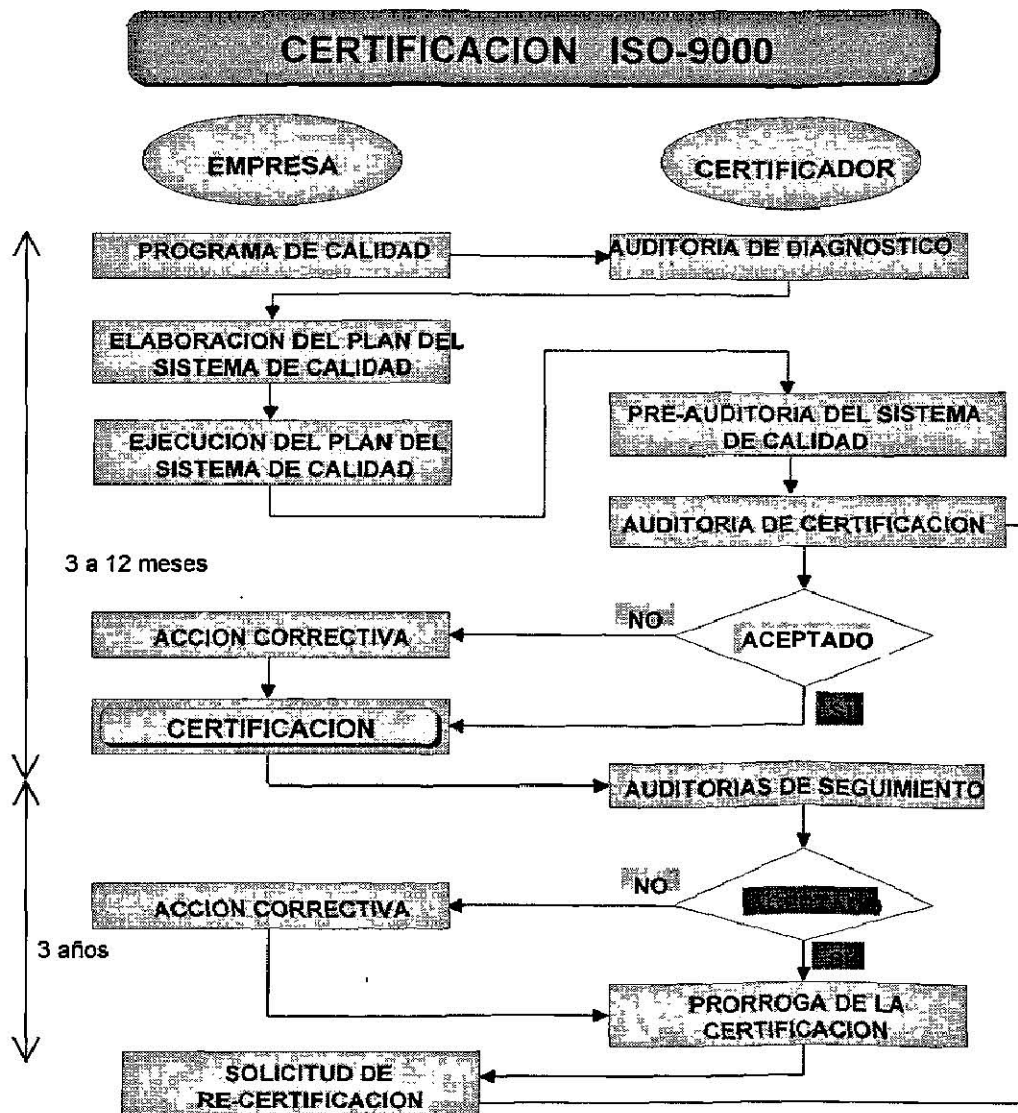 CERTIFICACION ISO-9000
EMPRESA
CERTIFICADOR
PROGRAMA DE CALIDAD
AUDITORIA DE DIAGNOSTICO
ELABORACION DEL PLAN DEL
SISTEMA DE CALIDAD
PRE-AUDITORIA DEL SISTEMA
DE CALIDAD
EJECUCION DEL PLAN DEL
SISTEMA DE CALIDAD
AUDITORIA DE CERTIFICACION
3 a 12 meses
NO
ACEPTADO
ACCION CORRECTIVA
SI
CERTIFICACION
AUDITORIAS DE SEGUIMIENTO
NO
ACCION CORRECTIVA
3 años
PRORROGA DE LA
CERTIFICACION
SOLICITUD DE
RE-CERTIFICACION